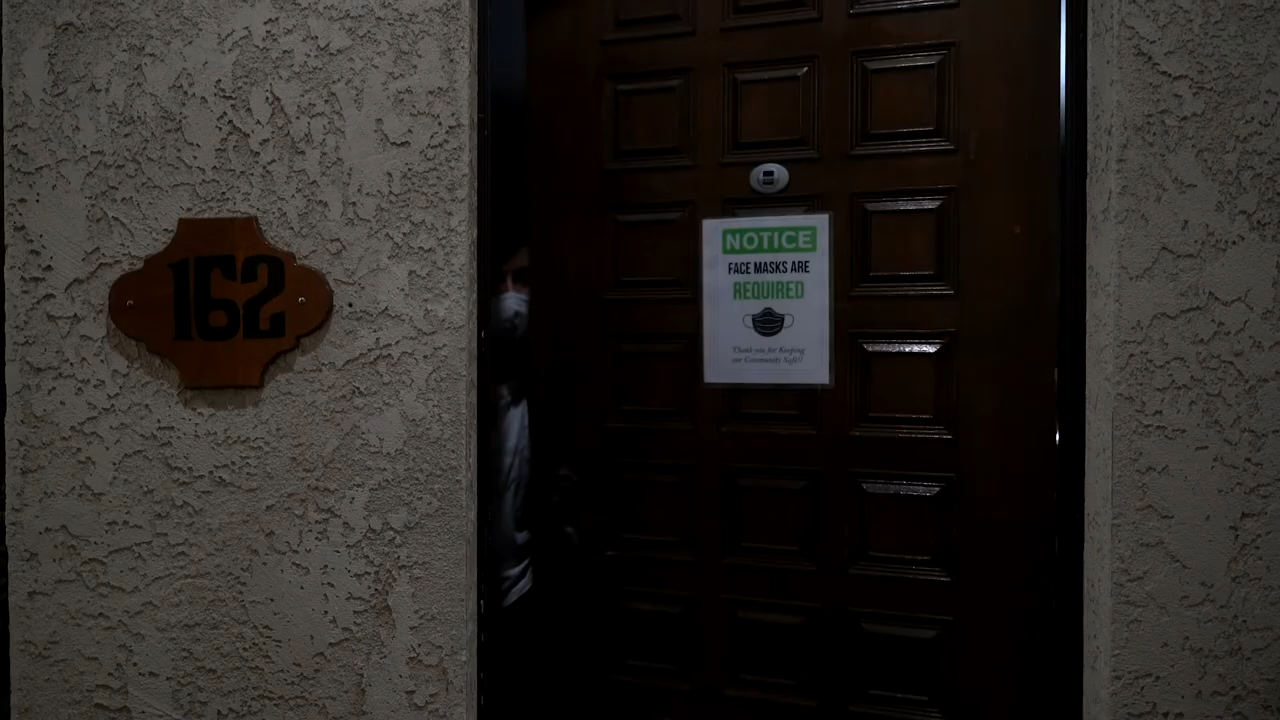 162
NOTICE
FACE MASKS ARE
REQUIRED
Thank you for Keeping
our Community Safe!!